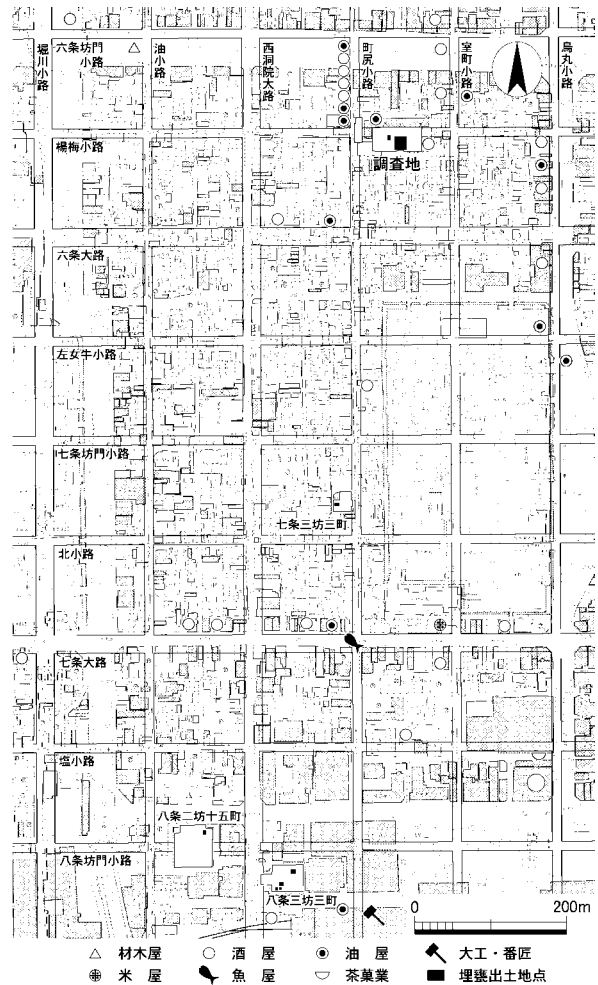 堀川小路
六条坊門
小路
油小路
西洞院大路
町尻小路
室町小路
烏丸小路
楊梅小路
調査地
六条大路
左女牛小路
七条坊門小路
七条三坊三町
北小路
七条大路
塩小路
八条二坊十五町
八条坊門小路
八条三坊三町
0 200m
材木屋 酒屋 油屋 大工・番匠
米屋 魚屋 茶菓業 埋甕出土地点